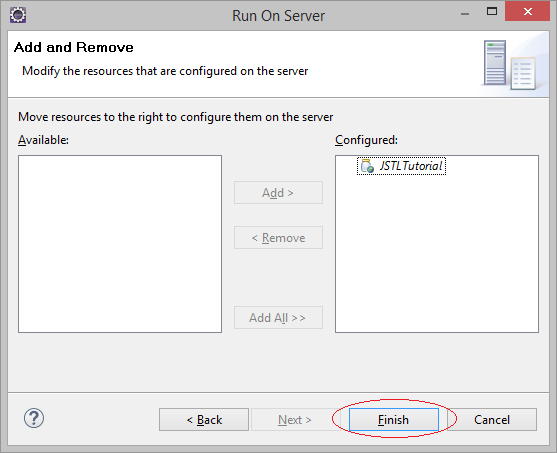 Run On Server
Add and Remove
Modify the resources that are configured on the server
Move resources to the right to configure them on the server
Available:
Configured:
JSTLTutorial
Add >
< Remove
Add All >>
?
< Back
Next >
Finish
Cancel